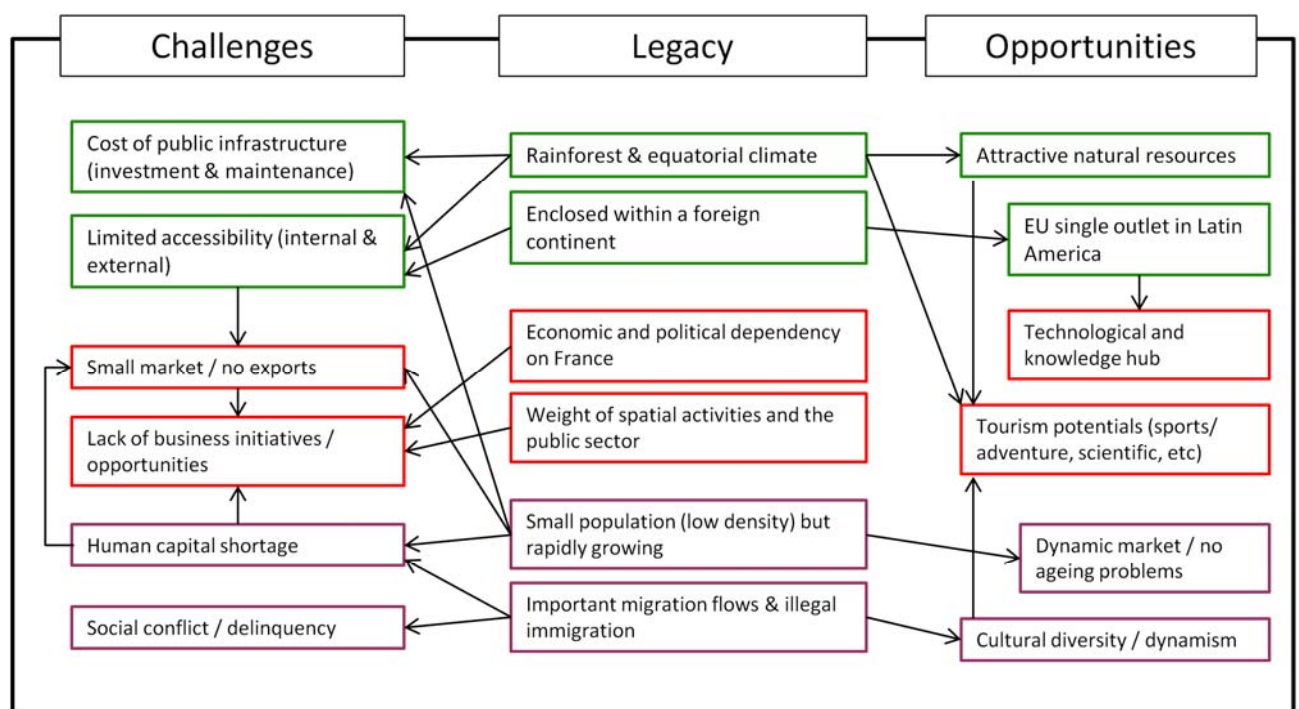 Challenges
Legacy
Opportunities
Cost of public infrastructure
(investment & maintenance)
Limited accessibility (internal &
external)
Small market / no exports
Lack of business initiatives /
opportunities
Human capital shortage
Social conflict / delinquency
Rainforest & equatorial climate
Enclosed within a foreign
continent
Economic and political dependency
on France
Weight of spatial activities and the
public sector
Small population (low density) but
rapidly growing
Important migration flows & illegal
immigration
Attractive natural resources
EU single outlet in Latin
America
Technological and
knowledge hub
Tourism potentials (sports/
adventure, scientific, etc)
Dynamic market / no
ageing problems
Cultural diversity / dynamism